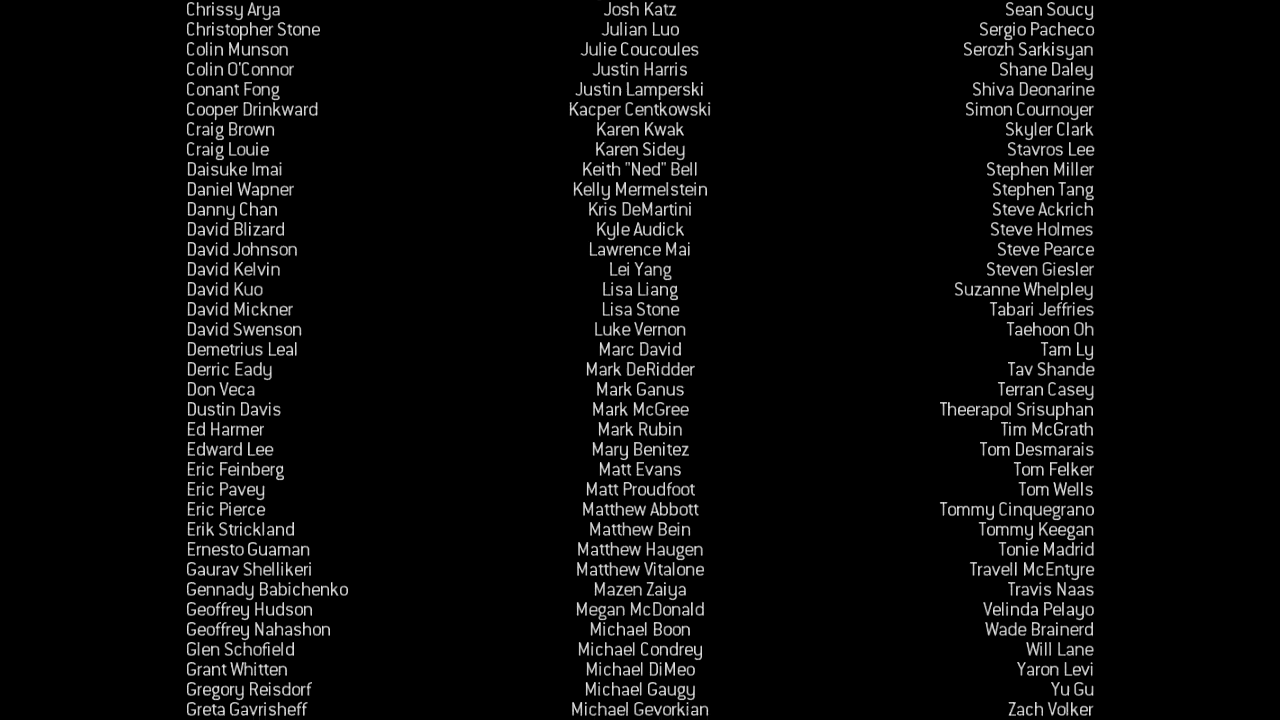 Chrissy Arya
Christopher Stone
Colin Munson
Colin O'Connor
Conant Fong
Cooper Drinkward
Craig Brown
Craig Louie
Daisuke Imai
Daniel Wapner
Danny Chan
David Blizard
David Johnson
David Kelvin
David Kuo
David Mickner
David Swenson
Demetrius Leal
Derric Eady
Don Veca
Dustin Davis
Ed Harmer
Edward Lee
Eric Feinberg
Eric Pavey
Eric Pierce
Erik Strickland
Ernesto Guaman
Gaurav Shellikeri
Gennady Babichenko
Geoffrey Hudson
Geoffrey Nahashon
Glen Schofield
Grant Whitten
Gregory Reisdorf
Greta Gavrisheff
Josh Katz
Julian Luo
Julie Coucoules
Justin Harris
Justin Lamperski
Kacper Centkowski
Karen Kwak
Karen Sidey
Keith "Ned" Bell
Kelly Mermelstein
Kris DeMartini
Kyle Audick
Lawrence Mai
Lei Yang
Lisa Liang
Lisa Stone
Luke Vernon
Marc David
Mark DeRidder
Mark Ganus
Mark McGree
Mark Rubin
Mary Benitez
Matt Evans
Matt Proudfoot
Matthew Abbott
Matthew Bein
Matthew Haugen
Matthew Vitalone
Mazen Zaiya
Megan McDonald
Michael Boon
Michael Condrey
Michael DiMeo
Michael Gaugy
Michael Gevorkian
Sean Soucy
Sergio Pacheco
Serozh Sarkisyan
Shane Daley
Shiva Deonarine
Simon Cournoyer
Skyler Clark
Stavros Lee
Stephen Miller
Stephen Tang
Steve Ackrich
Steve Holmes
Steve Pearce
Steven Giesler
Suzanne Whelpley
Tabari Jeffries
Taehoon Oh
Tam Ly
Tav Shande
Terran Casey
Theerapol Srisuphan
Tim McGrath
Tom Desmarais
Tom Felker
Tom Wells
Tommy Cinquegrano
Tommy Keegan
Tonie Madrid
Travell McEntyre
Travis Naas
Velinda Pelayo
Wade Brainerd
Will Lane
Yaron Levi
Yu Gu
Zach Volker